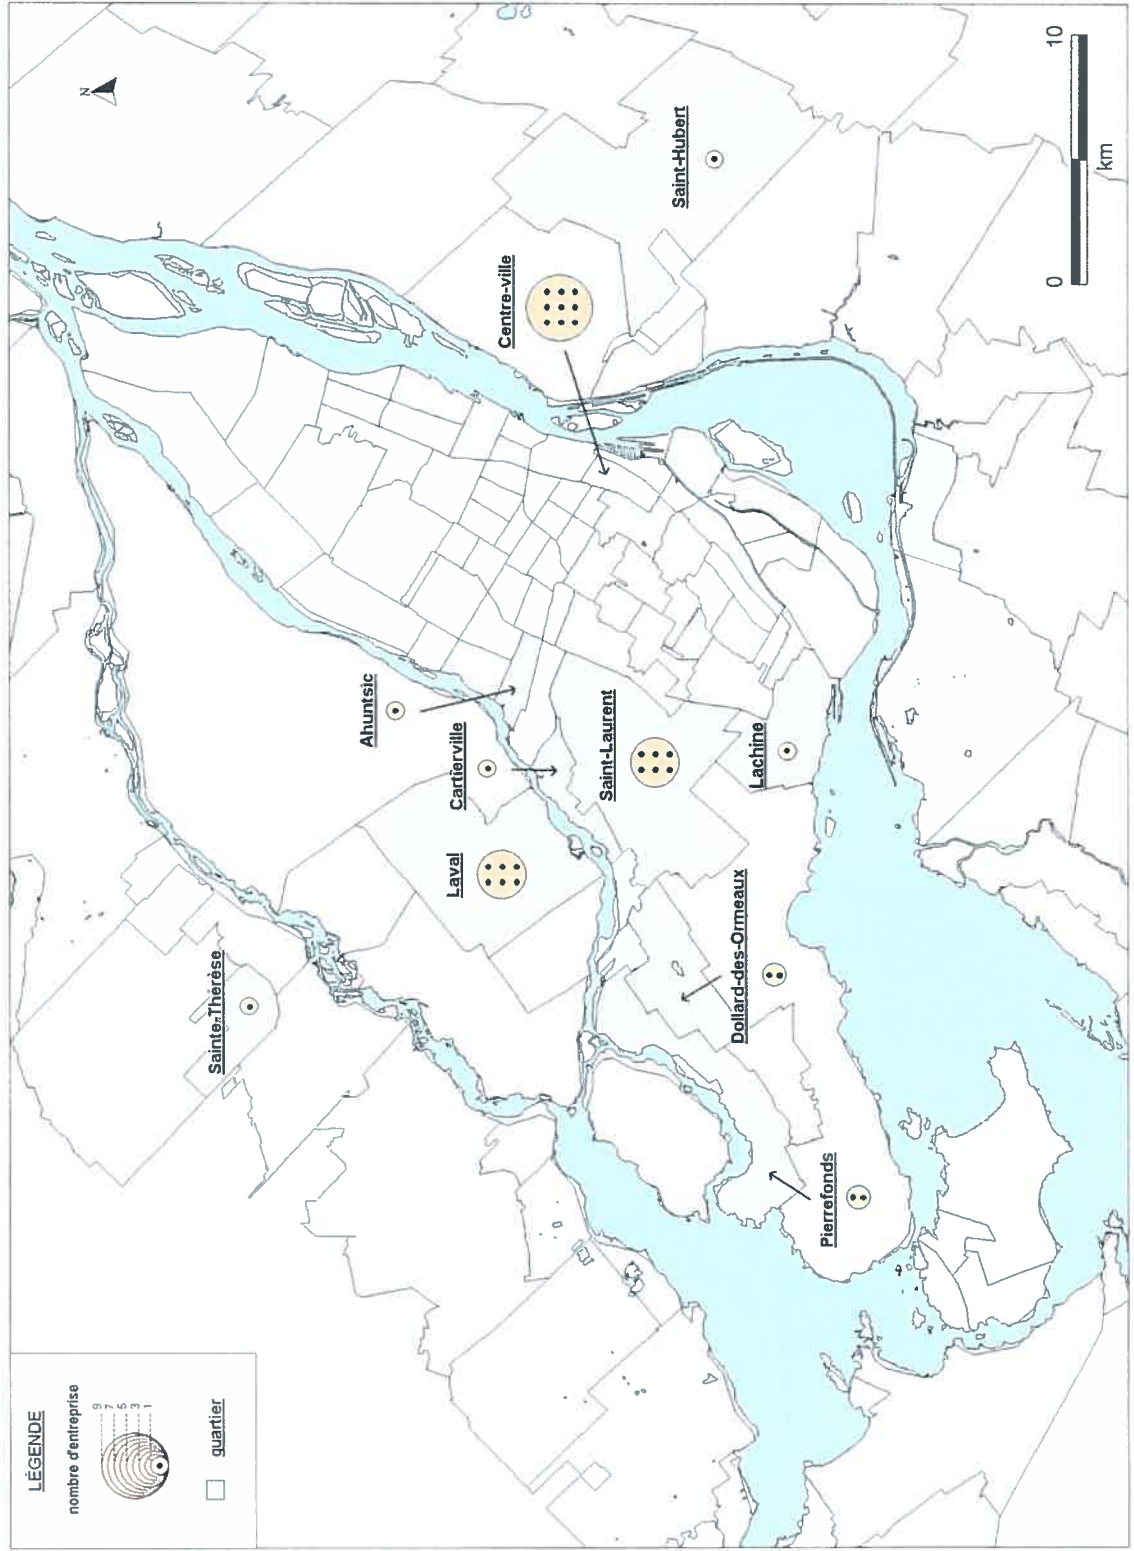 LÉGENDE
nombre d'entreprise
9
7
5
3
1
quartier
N
Sainte-Thérèse
Ahuntsic
Cartierville
Laval
Centre-ville
Saint-Laurent
Saint-Hubert
Dollard-des-Ormeaux
Lachine
Pierrefonds
0
10
km